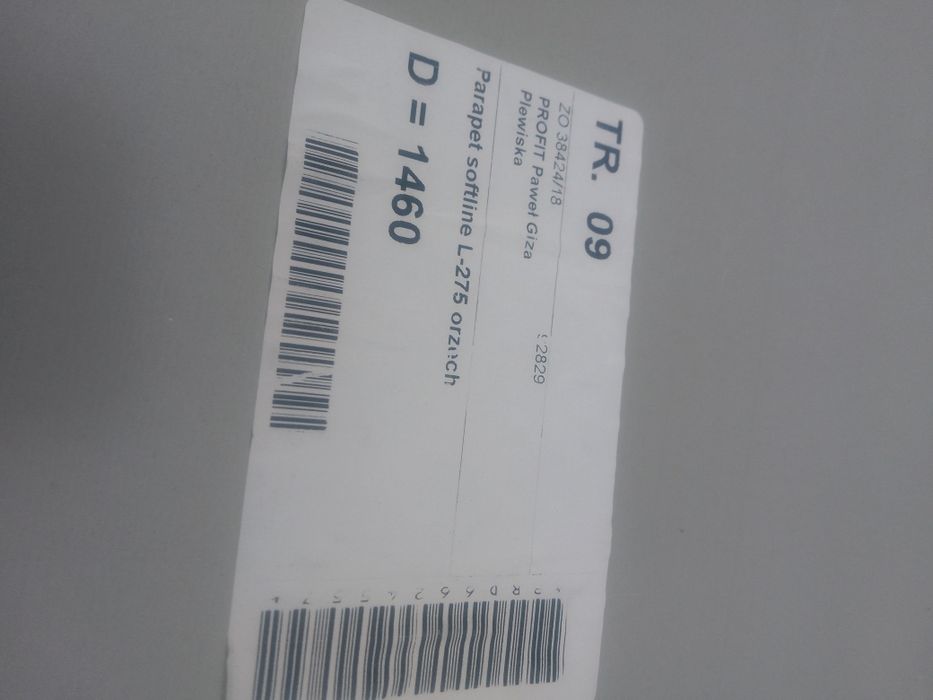 TR. 09
ZO 38424/18
PROFIT Paweł Giza 2829
Plewiska
Parapet softline L-275 orzech
D = 1460